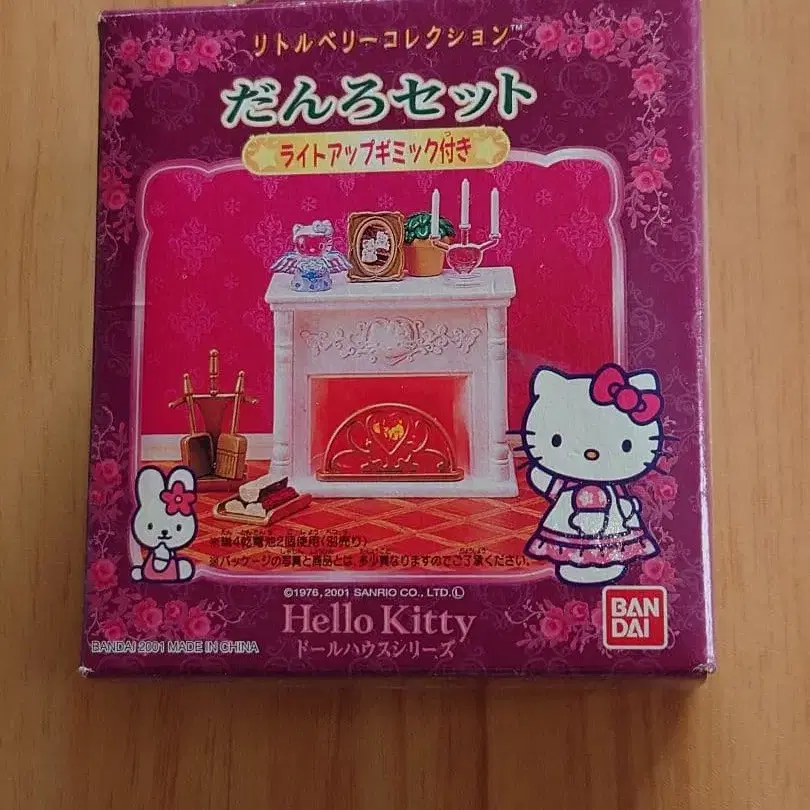 リトルベリーコレクション™
だんろセット
ライトアップギミック付き
※単4乾電池2個使用(別売り)
※パッケージの写真と商品とは、多少異なりますのでご了承ください。
©1976, 2001 SANRIO CO., LTD.Ⓛ
Hello Kitty
ドールハウスシリーズ
BANDAI 2001 MADE IN CHINA
BAN
DAI